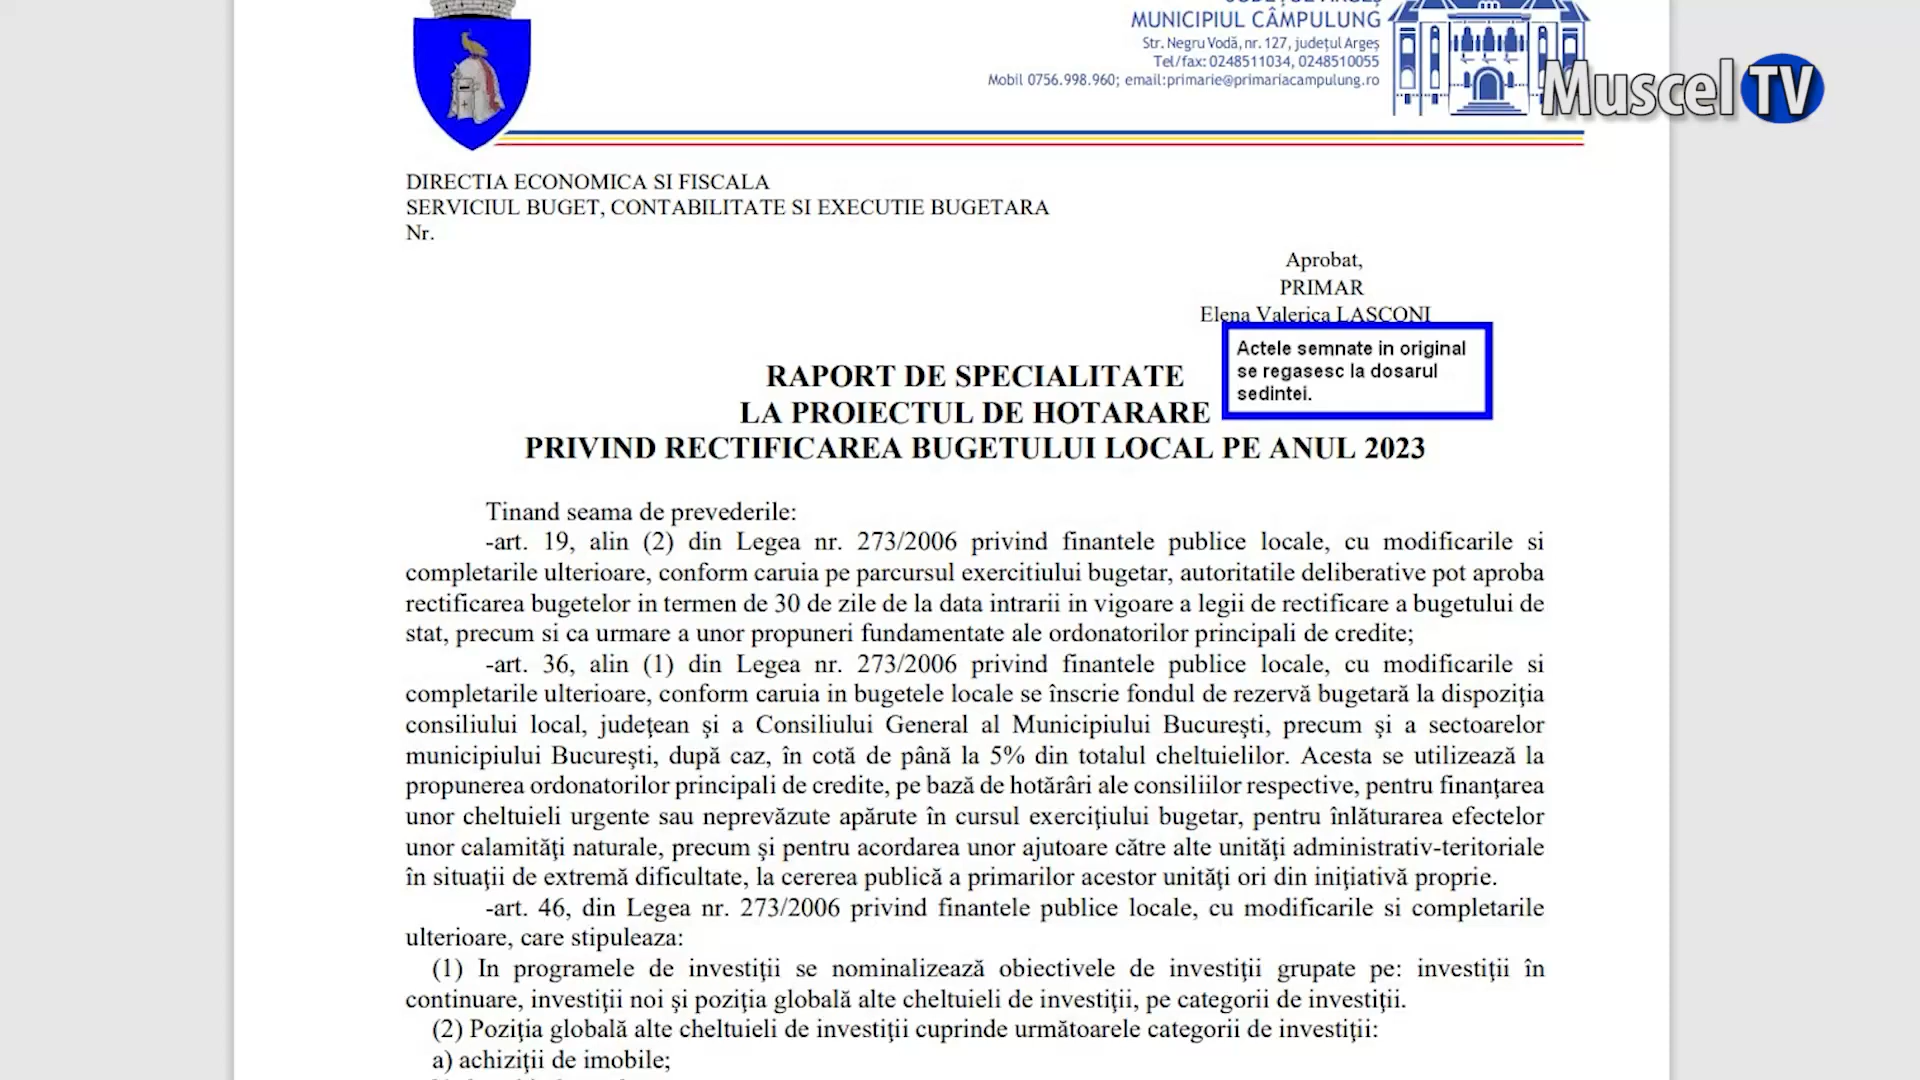 JUDEŢUL ARGEŞ
MUNICIPIUL CÂMPULUNG
Str. Negru Vodă, nr. 127, judeţul Argeş
Tel/fax: 0248511034, 0248510055
Mobil 0756.998.960; email:primarie@primariacampulung.ro
Muscel TV
DIRECTIA ECONOMICA SI FISCALA
SERVICIUL BUGET, CONTABILITATE SI EXECUTIE BUGETARA
Nr.
Aprobat,
PRIMAR
Elena Valerica LASCONI
Actele semnate in original
se regasesc la dosarul
sedintei.
RAPORT DE SPECIALITATE
LA PROIECTUL DE HOTARARE
PRIVIND RECTIFICAREA BUGETULUI LOCAL PE ANUL 2023
Tinand seama de prevederile:
-art. 19, alin (2) din Legea nr. 273/2006 privind finantele publice locale, cu modificarile si
completarile ulterioare, conform caruia pe parcursul exercitiului bugetar, autoritatile deliberative pot aproba
rectificarea bugetelor in termen de 30 de zile de la data intrarii in vigoare a legii de rectificare a bugetului de
stat, precum si ca urmare a unor propuneri fundamentate ale ordonatorilor principali de credite;
-art. 36, alin (1) din Legea nr. 273/2006 privind finantele publice locale, cu modificarile si
completarile ulterioare, conform caruia in bugetele locale se înscrie fondul de rezervă bugetară la dispoziţia
consiliului local, judeţean şi a Consiliului General al Municipiului Bucureşti, precum şi a sectoarelor
municipiului Bucureşti, după caz, în cotă de până la 5% din totalul cheltuielilor. Acesta se utilizează la
propunerea ordonatorilor principali de credite, pe bază de hotărâri ale consiliilor respective, pentru finanţarea
unor cheltuieli urgente sau neprevăzute apărute în cursul exerciţiului bugetar, pentru înlăturarea efectelor
unor calamităţi naturale, precum şi pentru acordarea unor ajutoare către alte unităţi administrativ-teritoriale
în situaţii de extremă dificultate, la cererea publică a primarilor acestor unităţi ori din iniţiativă proprie.
-art. 46, din Legea nr. 273/2006 privind finantele publice locale, cu modificarile si completarile
ulterioare, care stipuleaza:
(1) In programele de investiţii se nominalizează obiectivele de investiţii grupate pe: investiţii în
continuare, investiţii noi şi poziţia globală alte cheltuieli de investiţii, pe categorii de investiţii.
(2) Poziţia globală alte cheltuieli de investiţii cuprinde următoarele categorii de investiţii:
a) achiziţii de imobile;